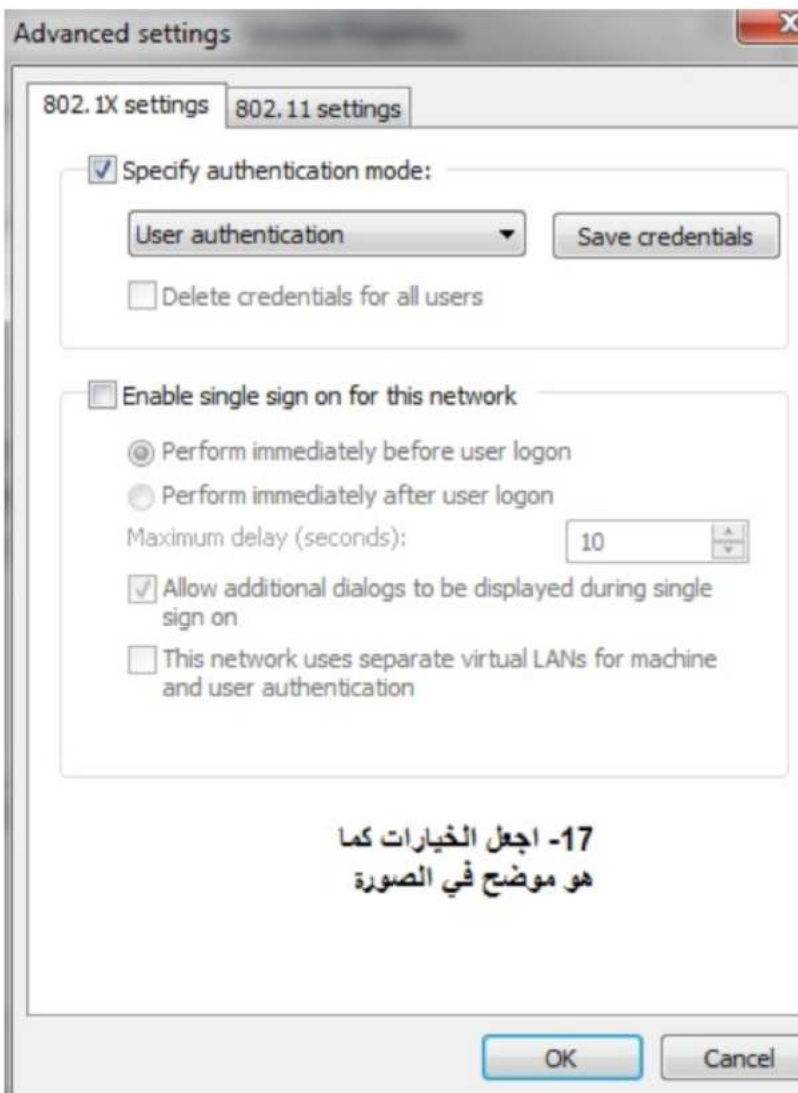 Advanced settings
802.1X settings
802.11 settings
Specify authentication mode:
User authentication
Save credentials
Delete credentials for all users
Enable single sign on for this network
Perform immediately before user logon
Perform immediately after user logon
Maximum delay (seconds):
10
Allow additional dialogs to be displayed during single
sign on
This network uses separate virtual LANs for machine
and user authentication
17- اجعل الخيارات كما
هو موضح في الصورة
OK
Cancel